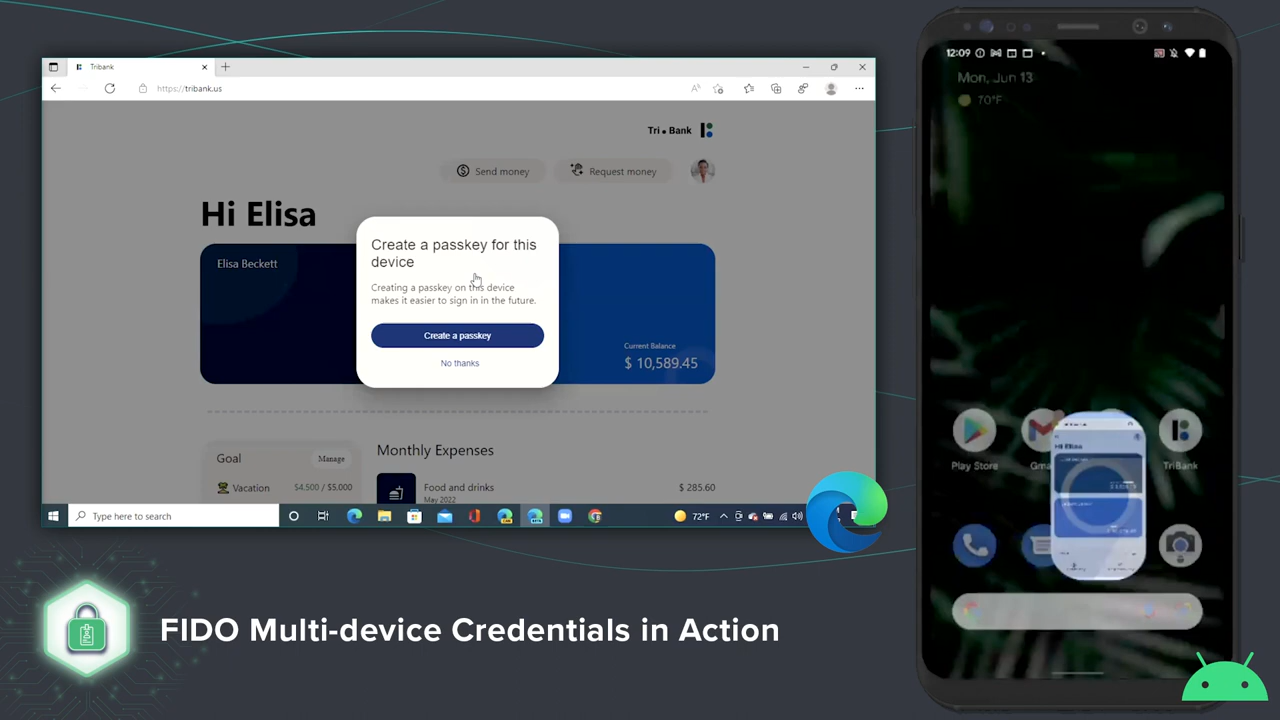 Tribank
https://tribank.us
Tri • Bank
Send money
Request money
Hi Elisa
Elisa Beckett
Create a passkey for this
device
Creating a passkey on this device
makes it easier to sign in in the future.
Create a passkey
No thanks
Current Balance
$ 10,589.45
Goal
Manage
Vacation
$4.500 / $5.000
Monthly Expenses
Food and drinks
May 2022
$ 285.60
Type here to search
72°F
FIDO Multi-device Credentials in Action
12:09
Mon, Jun 13
70°F
Play Store
Gma
TriBank
Hi Elisa